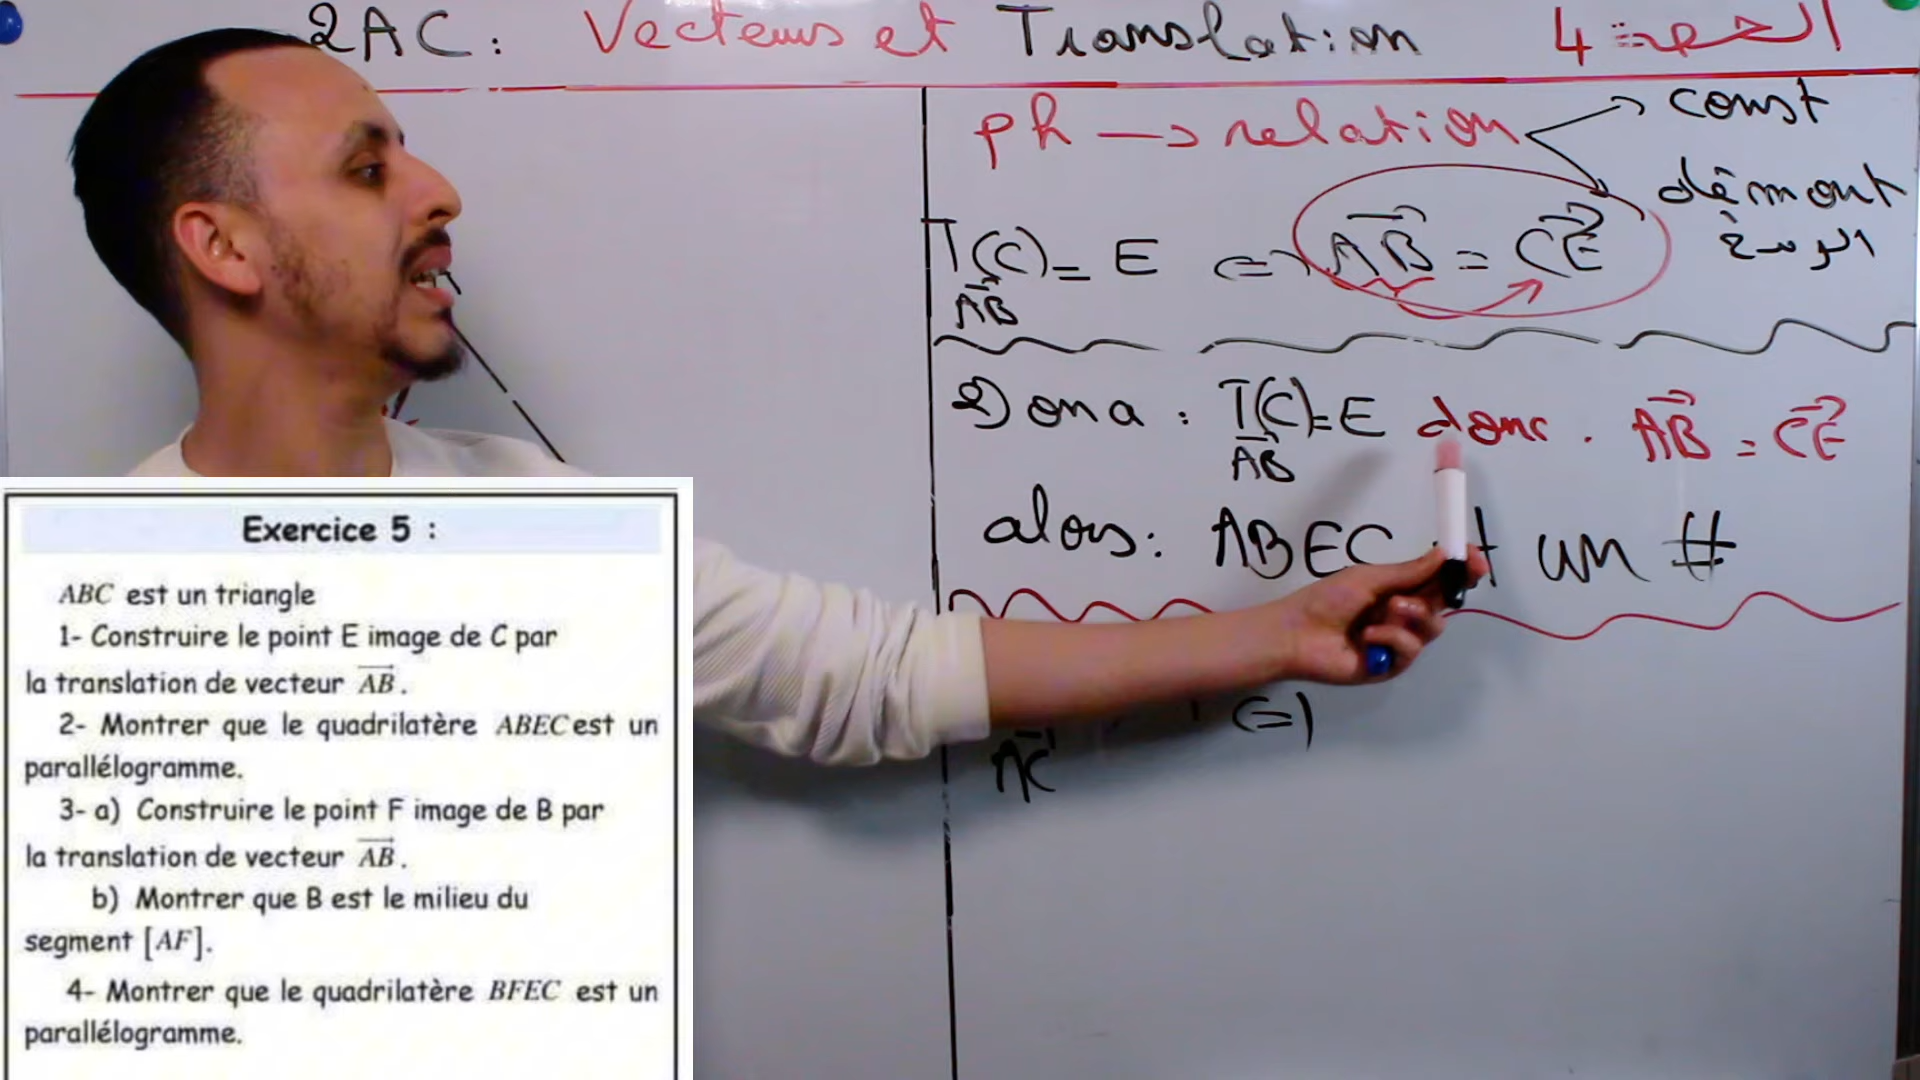 2AC: Vecteurs et Translation الحصة 4
ph → relation
const
démont
T(C) = E ⇔ AB = CE
AB
2) On a : T(C)=E donc . AB = CE
AB
alors: ABEC un #
⇔
AC
Exercice 5 :
ABC est un triangle
1- Construire le point E image de C par
la translation de vecteur AB.
2- Montrer que le quadrilatère ABEC est un
parallélogramme.
3- a) Construire le point F image de B par
la translation de vecteur AB.
b) Montrer que B est le milieu du
segment [AF].
4- Montrer que le quadrilatère BFEC est un
parallélogramme.